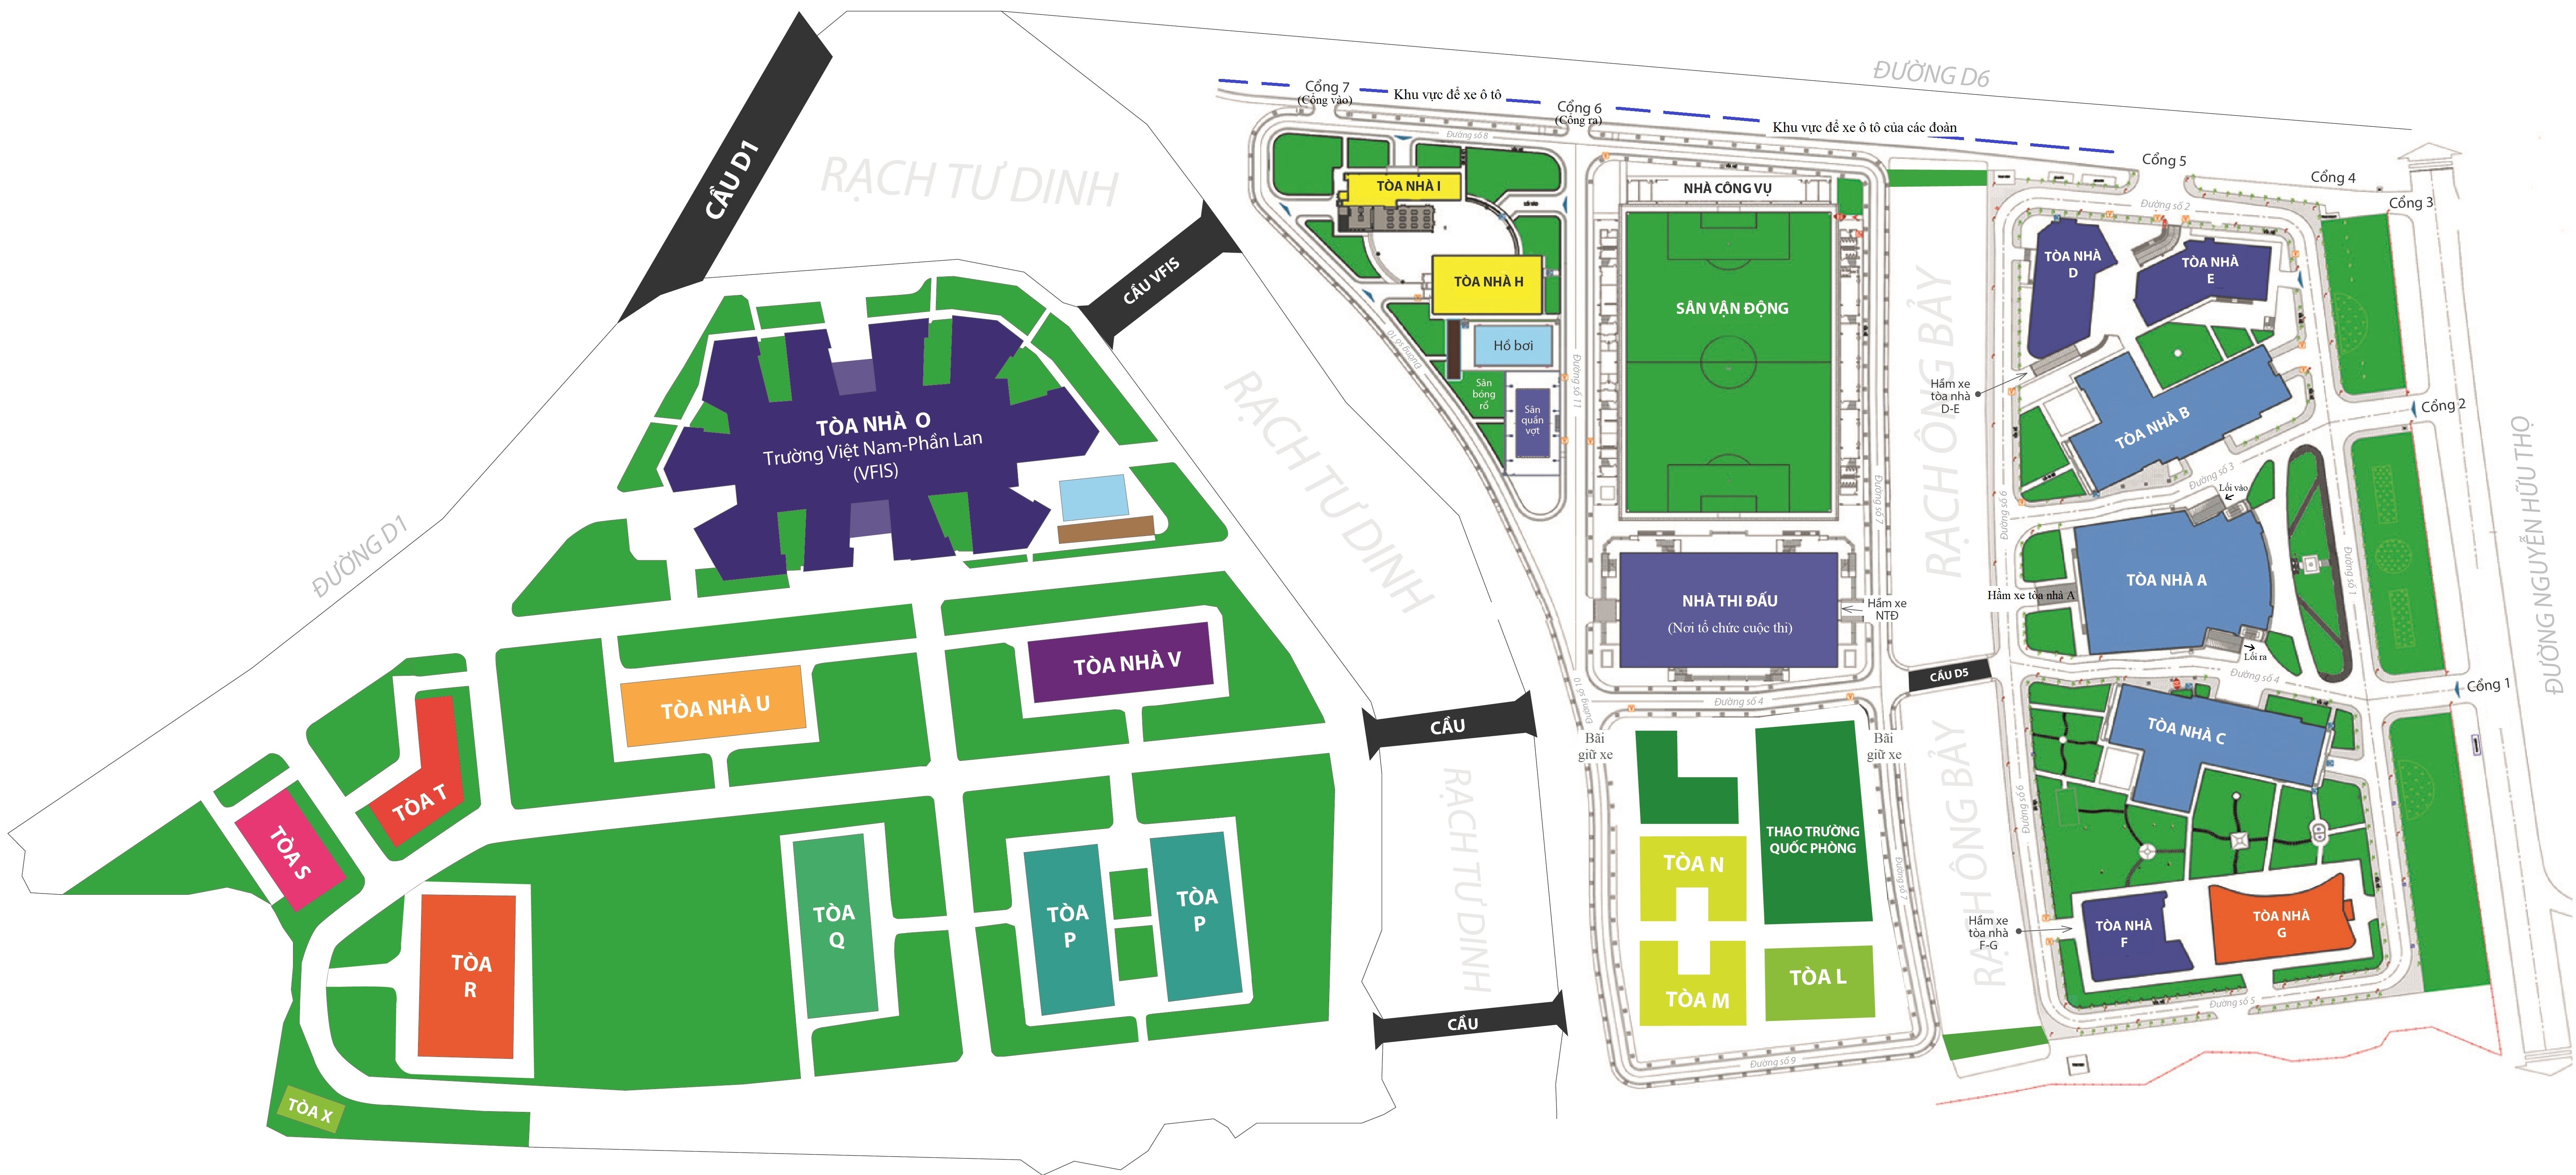 ĐƯỜNG D6
Cổng 7
(Cổng vào)
Khu vực để xe ô tô
Cổng 6
(Cổng ra)
Khu vực để xe ô tô của các đoàn
Cổng 5
Cổng 4
Cổng 3
Cổng 2
Cổng 1
CẦU D1
RẠCH TƯ DINH
CẦU VFIS
Đường số 8
TÒA NHÀ I
NHÀ CÔNG VỤ
Đường số 2
TÒA NHÀ
D
TÒA NHÀ
E
TÒA NHÀ H
SÂN VẬN ĐỘNG
RẠCH ÔNG BẢY
Hồ bơi
Đường số 10
Đường số 11
Sân
bóng
rổ
Sân
quần
vợt
Hầm xe
tòa nhà
D-E
TÒA NHÀ B
Đường số 3
Lối vào
Đường số 7
Đường số 6
ĐƯỜNG NGUYỄN HỮU THỌ
TÒA NHÀ O
Trường Việt Nam-Phần Lan
(VFIS)
RẠCH TƯ DINH
ĐƯỜNG D1
TÒA NHÀ A
Đường số 1
Hầm xe tòa nhà A
NHÀ THI ĐẤU
(Nơi tổ chức cuộc thi)
Hầm xe
NTĐ
Lối ra
Đường số 4
CẦU D5
TÒA NHÀ V
TÒA NHÀ U
Đường số 10
Đường số 4
CẦU
Bãi
giữ xe
Bãi
giữ xe
TÒA NHÀ C
RẠCH ÔNG BẢY
Đường số 6
RẠCH TƯ DINH
TÒA T
TÒA S
THAO TRƯỜNG
QUỐC PHÒNG
TÒA N
Đường số 7
TÒA
Q
TÒA
P
TÒA
P
TÒA
R
Hầm xe
tòa nhà
F-G
TÒA NHÀ
F
TÒA NHÀ
G
TÒA M
TÒA L
Đường số 5
CẦU
Đường số 9
TÒA X